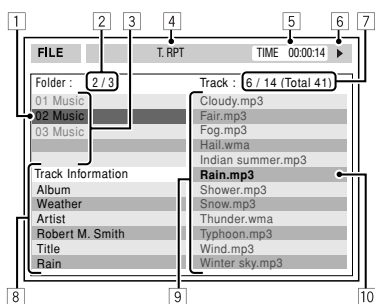 1 2 3 4 5 6 7
FILE T. RPT TIME 00:00:14
Folder : 2 / 3 Track : 6 / 14 (Total 41)
01 Music
02 Music
03 Music
Track Information
Album
Weather
Artist
Robert M. Smith
Title
Rain
Cloudy.mp3
Fair.mp3
Fog.mp3
Hail.wma
Indian summer.mp3
Rain.mp3
Shower.mp3
Snow.mp3
Thunder.wma
Typhoon.mp3
Wind.mp3
Winter sky.mp3
8 9 10